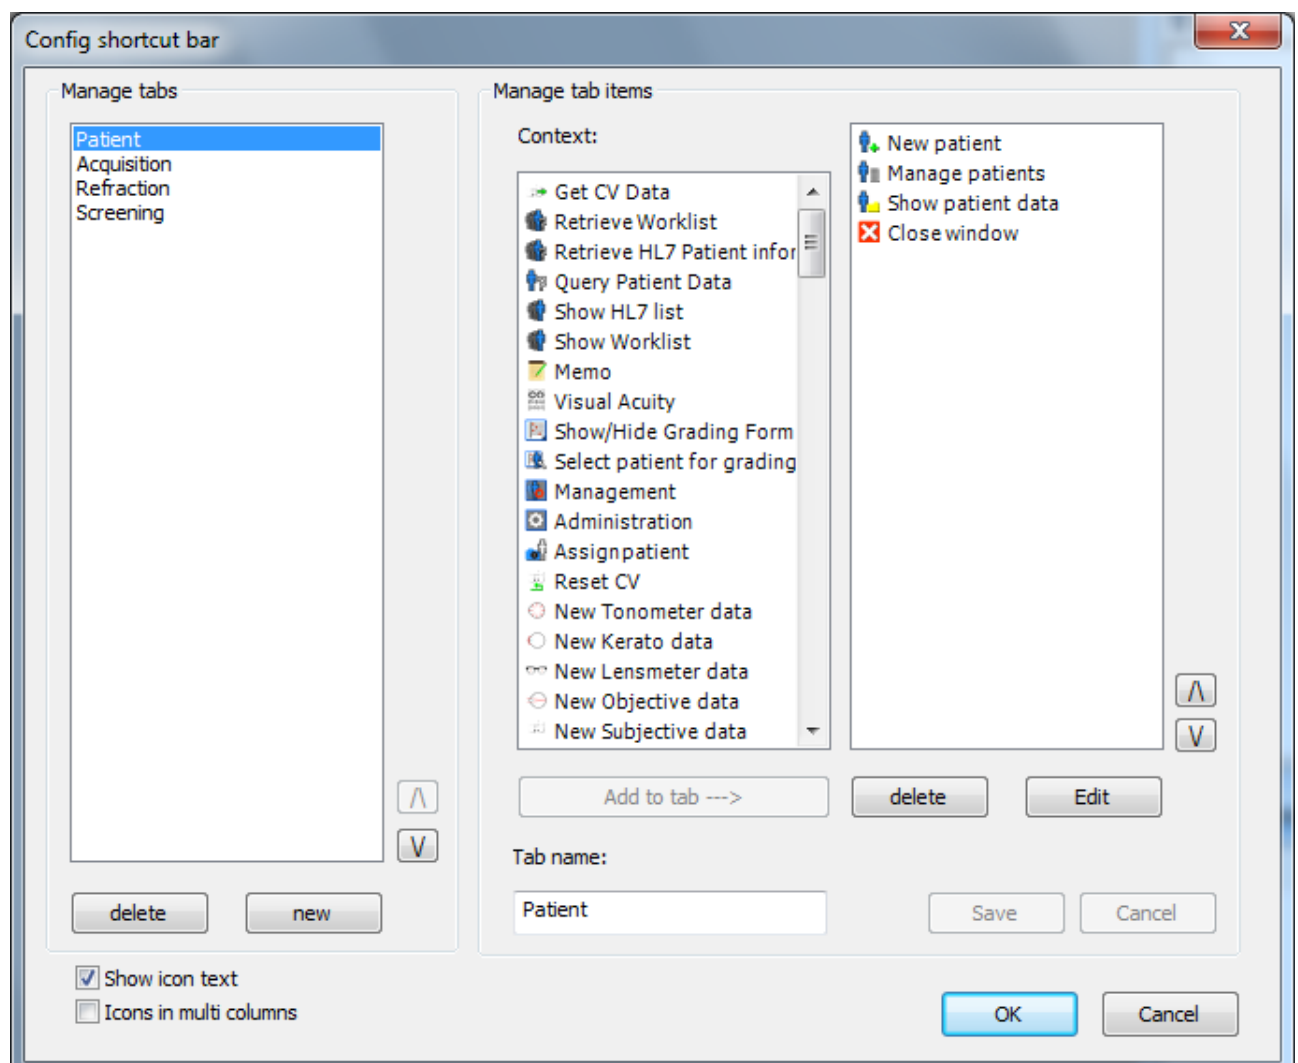 Config shortcut bar
X
Manage tabs
Patient
Acquisition
Refraction
Screening
/\
V
delete
new
Manage tab items
Context:
Get CV Data
Retrieve Worklist
Retrieve HL7 Patient infor
Query Patient Data
Show HL7 list
Show Worklist
Memo
Visual Acuity
Show/Hide Grading Form
Select patient for grading
Management
Administration
Assign patient
Reset CV
New Tonometer data
New Kerato data
New Lensmeter data
New Objective data
New Subjective data
New patient
Manage patients
Show patient data
Close window
/\
V
Add to tab --->
delete
Edit
Tab name:
Patient
Save
Cancel
Show icon text
Icons in multi columns
OK
Cancel